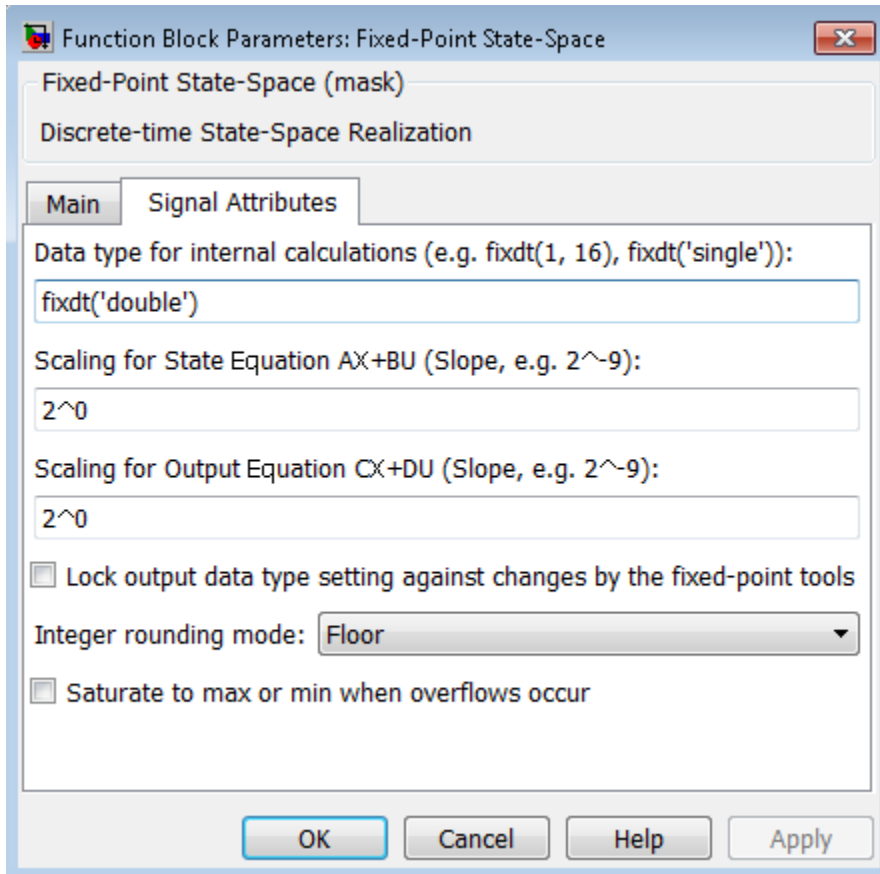 Function Block Parameters: Fixed-Point State-Space
Fixed-Point State-Space (mask)
Discrete-time State-Space Realization
Main
Signal Attributes
Data type for internal calculations (e.g. fixdt(1, 16), fixdt('single')):
fixdt('double')
Scaling for State Equation AX+BU (Slope, e.g. 2^-9):
2^0
Scaling for Output Equation CX+DU (Slope, e.g. 2^-9):
2^0
Lock output data type setting against changes by the fixed-point tools
Integer rounding mode: Floor
Saturate to max or min when overflows occur
OK Cancel Help Apply